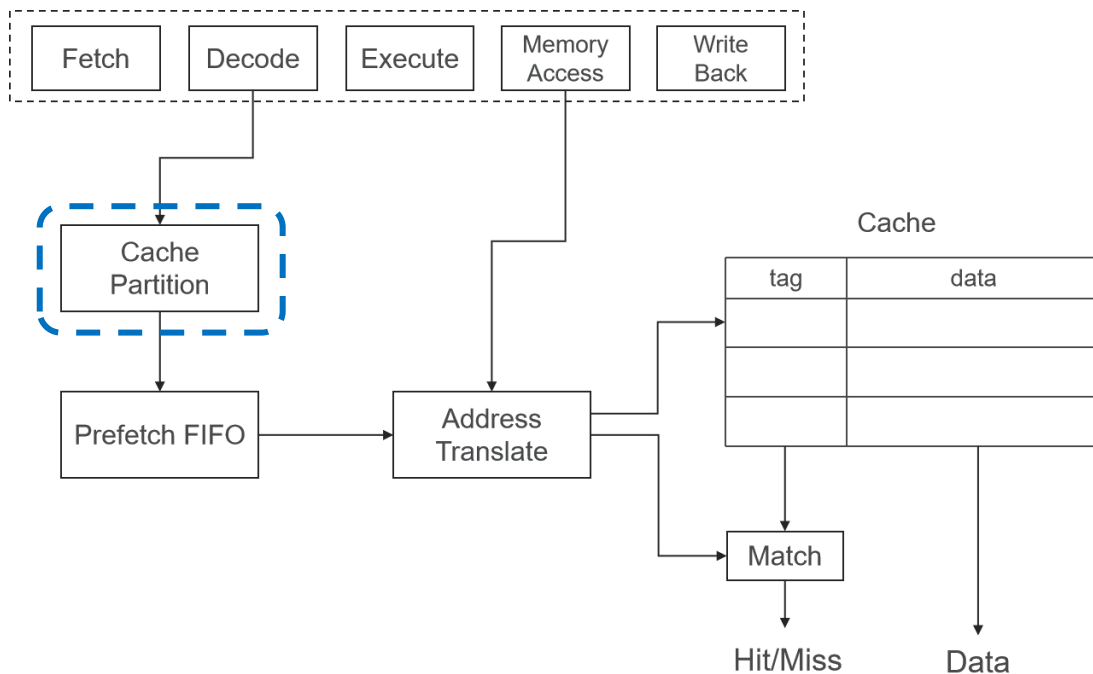 Fetch
Decode
Execute
Memory
Access
Write
Back
Cache
Partition
Cache
tag
data
Prefetch FIFO
Address
Translate
Match
Hit/Miss
Data